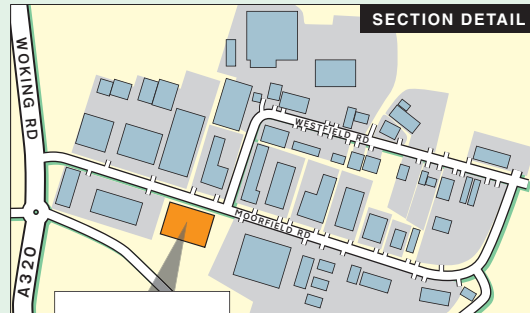 SECTION DETAIL
WOKING RD
WESTFIELD RD
MOORFIELD RD
A320